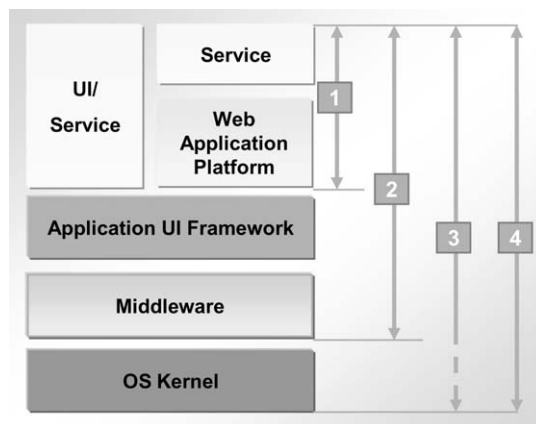 UI/
Service
Service
Web
Application
Platform
1
2
3
4
Application UI Framework
Middleware
OS Kernel